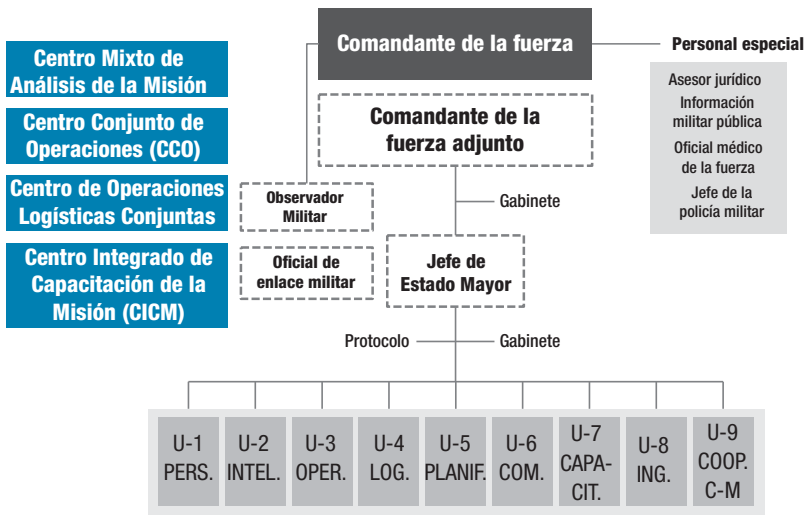 Centro Mixto de
Análisis de la Misión
Centro Conjunto de
Operaciones (CCO)
Centro de Operaciones
Logísticas Conjuntas
Centro Integrado de
Capacitación de la
Misión (CICM)
Comandante de la fuerza
Personal especial
Asesor jurídico
Información
militar pública
Oficial médico
de la fuerza
Jefe de la
policía militar
Comandante de la
fuerza adjunto
Observador
Militar
Gabinete
Oficial de
enlace militar
Jefe de
Estado Mayor
Protocolo
Gabinete
U-1
PERS.
U-2
INTEL.
U-3
OPER.
U-4
LOG.
U-5
PLANIF.
U-6
COM.
U-7
CAPA-
CIT.
U-8
ING.
U-9
COOP.
C-M